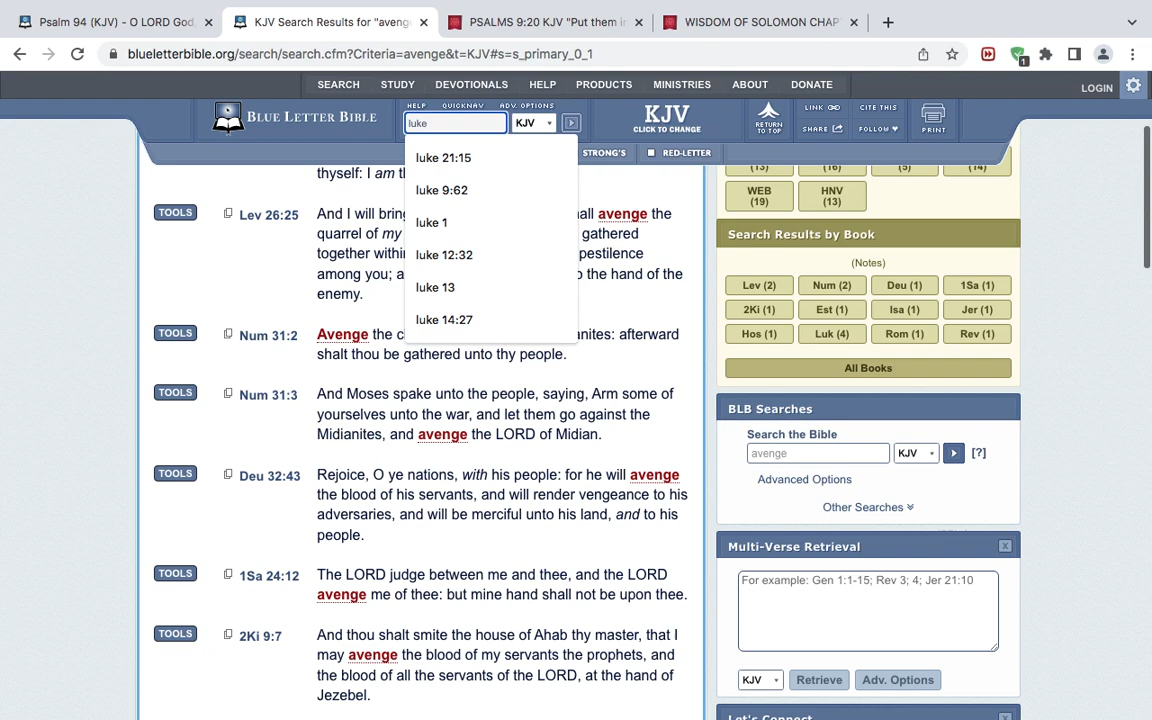 Psalm 94 (KJV) - O LORD God,
KJV Search Results for "aveng
PSALMS 9:20 KJV "Put them in
WISDOM OF SOLOMON CHAP
blueletterbible.org/search/search.cfm?Criteria=avenge&t=KJV#s=s_primary_0_1
1
SEARCH STUDY DEVOTIONALS HELP PRODUCTS MINISTRIES ABOUT DONATE
LOGIN
BLUE LETTER BIBLE
HELP QUICKNAV ADV. OPTIONS
luke
KJV
KJV
CLICK TO CHANGE
RETURN
TO TOP
LINK
CITE THIS
SHARE
FOLLOW
PRINT
STRONG'S
RED-LETTER
luke 21:15
luke 9:62
luke 1
luke 12:32
luke 13
luke 14:27
thyself: I am th
TOOLS
Lev 26:25
And I will bring
hall avenge the
quarrel of my
gathered
together within
pestilence
among you; a
o the hand of the
enemy.
TOOLS
Num 31:2
Avenge the c
anites: afterward
shalt thou be gathered unto thy people.
TOOLS
Num 31:3
And Moses spake unto the people, saying, Arm some of
yourselves unto the war, and let them go against the
Midianites, and avenge the LORD of Midian.
TOOLS
Deu 32:43
Rejoice, O ye nations, with his people: for he will avenge
the blood of his servants, and will render vengeance to his
adversaries, and will be merciful unto his land, and to his
people.
TOOLS
1Sa 24:12
The LORD judge between me and thee, and the LORD
avenge me of thee: but mine hand shall not be upon thee.
TOOLS
2Ki 9:7
And thou shalt smite the house of Ahab thy master, that I
may avenge the blood of my servants the prophets, and
the blood of all the servants of the LORD, at the hand of
Jezebel.
(13) (16) (5) (14)
WEB
(19)
HNV
(13)
Search Results by Book
(Notes)
Lev (2) Num (2) Deu (1) 1Sa (1)
2Ki (1) Est (1) Isa (1) Jer (1)
Hos (1) Luk (4) Rom (1) Rev (1)
All Books
BLB Searches
Search the Bible
avenge
KJV
[?]
Advanced Options
Other Searches
Multi-Verse Retrieval
x
For example: Gen 1:1-15; Rev 3; 4; Jer 21:10
KJV
Retrieve
Adv. Options
Let's Connect
x